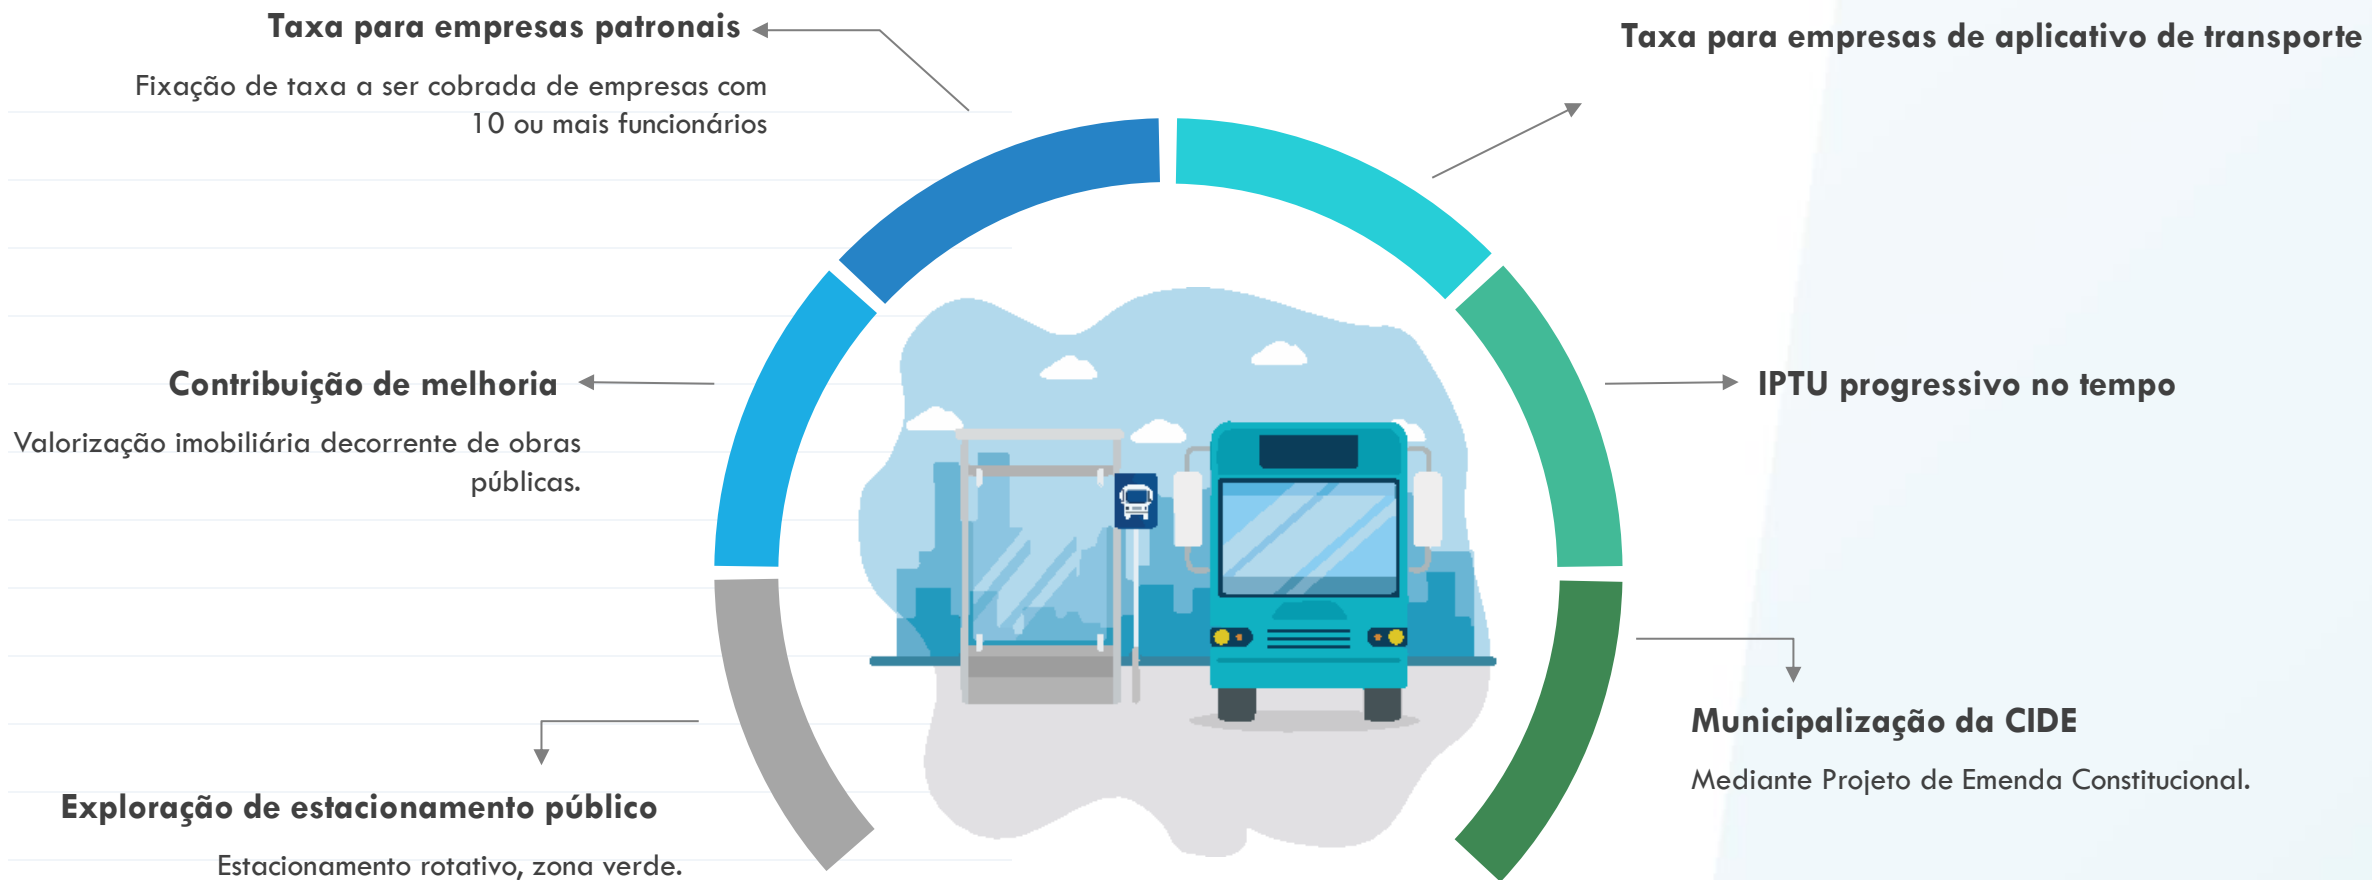 Taxa para empresas patronais
Fixação de taxa a ser cobrada de empresas com
10 ou mais funcionários
Taxa para empresas de aplicativo de transporte
Contribuição de melhoria
Valorização imobiliária decorrente de obras
públicas.
IPTU progressivo no tempo
Exploração de estacionamento público
Estacionamento rotativo, zona verde.
Municipalização da CIDE
Mediante Projeto de Emenda Constitucional.